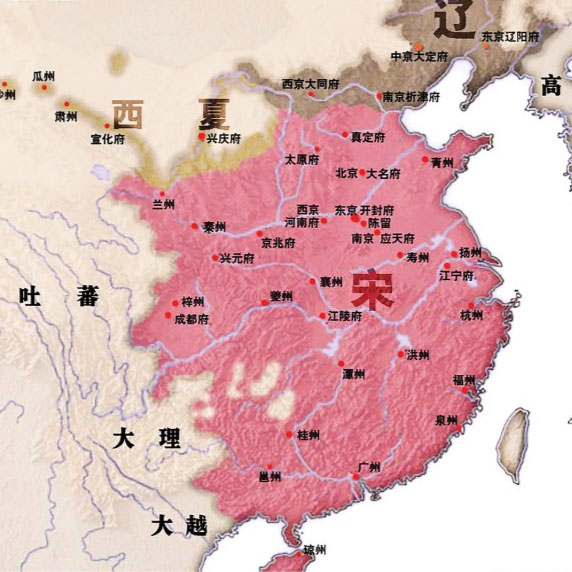 辽
东京辽阳府
中京大定府
高
瓜州
州
西京大同府
南京析津府
肃州
西 夏
宣化府
兴庆府
真定府
太原府
青州
北京 大名府
兰州
西京
河南府
东京 开封府
陈留
秦州
京兆府
南京 应天府
兴元府
寿州
扬州
江宁府
吐 蕃
襄州
宋
夔州
梓州
成都府
江陵府
杭州
洪州
潭州
福州
泉州
大 理
桂州
邕州
广州
大 越
琼州